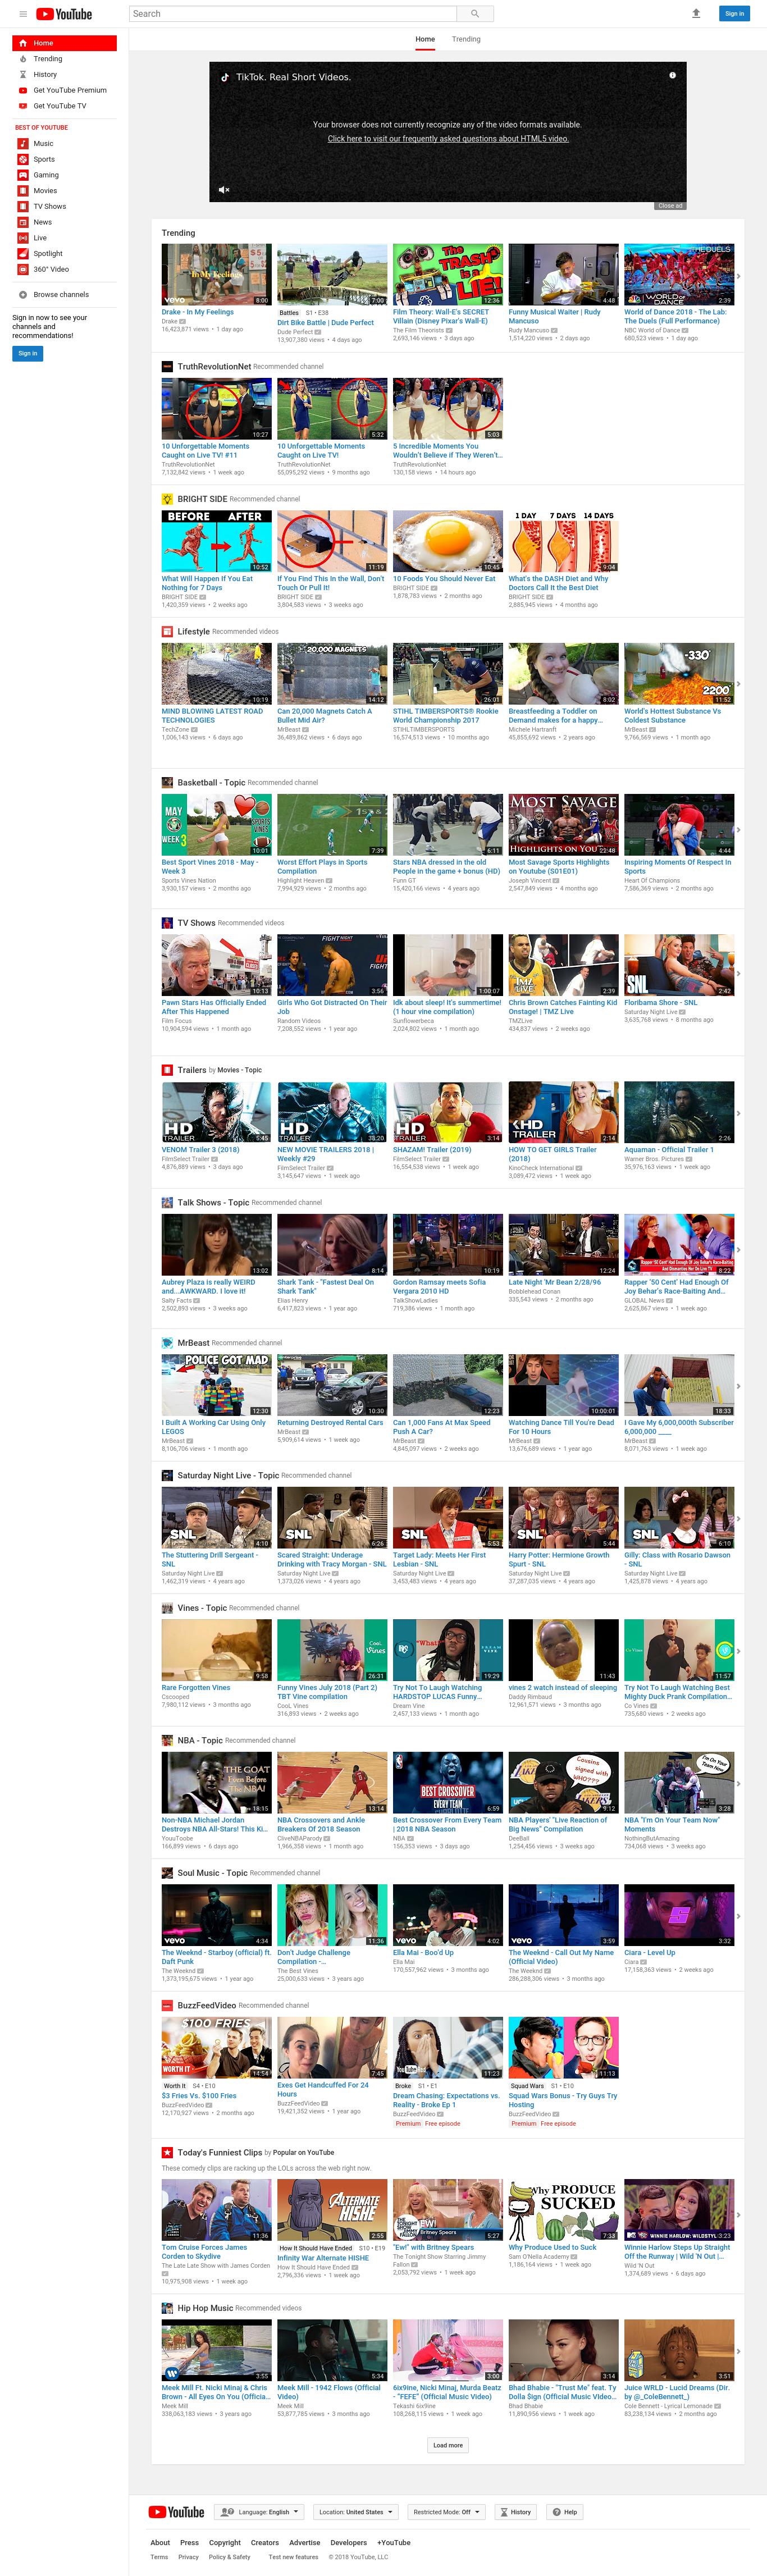 YouTube
Search
Sign in
Home
Trending
History
Get YouTube Premium
Get YouTube TV
BEST OF YOUTUBE
Music
Sports
Gaming
Movies
TV Shows
News
Live
Spotlight
360° Video
Browse channels
Sign in now to see your
channels and
recommendations!
Sign in
Home Trending
TikTok. Real Short Videos.
Your browser does not currently recognize any of the video formats available.
Click here to visit our frequently asked questions about HTML5 video.
Close ad
Trending
Drake - In My Feelings
Drake
16,423,871 views • 1 day ago
Battles S1 • E38
Dirt Bike Battle | Dude Perfect
Dude Perfect
13,907,380 views • 4 days ago
Film Theory: Wall-E's SECRET
Villain (Disney Pixar's Wall-E)
The Film Theorists
2,693,146 views • 3 days ago
Funny Musical Waiter | Rudy
Mancuso
Rudy Mancuso
1,514,220 views • 2 days ago
World of Dance 2018 - The Lab:
The Duels (Full Performance)
NBC World of Dance
680,523 views • 1 day ago
TruthRevolutionNet Recommended channel
10 Unforgettable Moments
Caught on Live TV! #11
TruthRevolutionNet
7,132,842 views • 1 week ago
10 Unforgettable Moments
Caught on Live TV!
TruthRevolutionNet
55,095,292 views • 9 months ago
5 Incredible Moments You
Wouldn't Believe if They Weren't...
TruthRevolutionNet
130,158 views • 14 hours ago
BRIGHT SIDE Recommended channel
What Will Happen If You Eat
Nothing for 7 Days
BRIGHT SIDE
1,420,359 views • 2 weeks ago
If You Find This In the Wall, Don't
Touch Or Pull It!
BRIGHT SIDE
3,804,583 views • 3 weeks ago
10 Foods You Should Never Eat
BRIGHT SIDE
1,878,783 views • 2 months ago
What's the DASH Diet and Why
Doctors Call It the Best Diet
BRIGHT SIDE
2,885,945 views • 4 months ago
Lifestyle Recommended videos
MIND BLOWING LATEST ROAD
TECHNOLOGIES
TechZone
1,006,143 views • 6 days ago
Can 20,000 Magnets Catch A
Bullet Mid Air?
MrBeast
36,489,862 views • 6 days ago
STIHL TIMBERSPORTS® Rookie
World Championship 2017
STIHLTIMBERSPORTS
16,574,513 views • 10 months ago
Breastfeeding a Toddler on
Demand makes for a happy...
Michele Hartranft
45,855,692 views • 2 years ago
World's Hottest Substance Vs
Coldest Substance
MrBeast
9,766,569 views • 1 month ago
Basketball - Topic Recommended channel
Best Sport Vines 2018 - May -
Week 3
Sports Vines Nation
3,930,157 views • 2 months ago
Worst Effort Plays in Sports
Compilation
Highlight Heaven
7,994,929 views • 2 months ago
Stars NBA dressed in the old
People in the game + bonus (HD)
Funn GT
15,420,166 views • 4 years ago
Most Savage Sports Highlights
on Youtube (S01E01)
Joseph Vincent
2,547,849 views • 4 months ago
Inspiring Moments Of Respect In
Sports
Heart Of Champions
7,586,369 views • 2 months ago
TV Shows Recommended videos
Pawn Stars Has Officially Ended
After This Happened
Film Focus
10,904,594 views • 1 month ago
Girls Who Got Distracted On Their
Job
Random Videos
7,208,552 views • 1 year ago
Idk about sleep! It's summertime!
(1 hour vine compilation)
Sunflowerbeca
2,024,802 views • 1 month ago
Chris Brown Catches Fainting Kid
Onstage! | TMZ Live
TMZLive
434,837 views • 2 weeks ago
Floribama Shore - SNL
Saturday Night Live
3,635,768 views • 8 months ago
Trailers by Movies - Topic
VENOM Trailer 3 (2018)
FilmSelect Trailer
4,876,889 views • 3 days ago
NEW MOVIE TRAILERS 2018 |
Weekly #29
FilmSelect Trailer
3,145,647 views • 1 week ago
SHAZAM! Trailer (2019)
FilmSelect Trailer
16,554,538 views • 1 week ago
HOW TO GET GIRLS Trailer
(2018)
KinoCheck International
3,089,472 views • 1 week ago
Aquaman - Official Trailer 1
Warner Bros. Pictures
35,976,163 views • 1 week ago
Talk Shows - Topic Recommended channel
Aubrey Plaza is really WEIRD
and...AWKWARD. I love it!
Salty Facts
2,502,893 views • 3 weeks ago
Shark Tank - "Fastest Deal On
Shark Tank"
Elias Henry
6,417,823 views • 1 year ago
Gordon Ramsay meets Sofia
Vergara 2010 HD
TalkShowLadies
719,386 views • 1 month ago
Late Night 'Mr Bean 2/28/96
Bobblehead Conan
335,543 views • 2 months ago
Rapper '50 Cent' Had Enough Of
Joy Behar's Race-Baiting And...
GLOBAL News
2,625,867 views • 1 week ago
MrBeast Recommended channel
I Built A Working Car Using Only
LEGOS
MrBeast
8,106,706 views • 1 month ago
Returning Destroyed Rental Cars
MrBeast
5,909,614 views • 1 week ago
Can 1,000 Fans At Max Speed
Push A Car?
MrBeast
4,845,097 views • 2 weeks ago
Watching Dance Till You're Dead
For 10 Hours
MrBeast
13,676,689 views • 1 year ago
I Gave My 6,000,000th Subscriber
6,000,000 ____
MrBeast
8,071,763 views • 1 week ago
Saturday Night Live - Topic Recommended channel
The Stuttering Drill Sergeant -
SNL
Saturday Night Live
1,462,319 views • 4 years ago
Scared Straight: Underage
Drinking with Tracy Morgan - SNL
Saturday Night Live
1,373,026 views • 4 years ago
Target Lady: Meets Her First
Lesbian - SNL
Saturday Night Live
3,453,483 views • 4 years ago
Harry Potter: Hermione Growth
Spurt - SNL
Saturday Night Live
37,287,035 views • 4 years ago
Gilly: Class with Rosario Dawson
- SNL
Saturday Night Live
1,425,878 views • 4 years ago
Vines - Topic Recommended channel
Rare Forgotten Vines
Cscooped
7,980,112 views • 3 months ago
Funny Vines July 2018 (Part 2)
TBT Vine compilation
CooL Vines
316,893 views • 2 weeks ago
Try Not To Laugh Watching
HARDSTOP LUCAS Funny...
Dream Vine
2,457,133 views • 1 month ago
vines 2 watch instead of sleeping
Daddy Rimbaud
12,961,571 views • 3 months ago
Try Not To Laugh Watching Best
Mighty Duck Prank Compilation...
Co Vines
735,680 views • 2 weeks ago
NBA - Topic Recommended channel
Non-NBA Michael Jordan
Destroys NBA All-Stars! This Ki...
YouuToobe
166,899 views • 6 days ago
NBA Crossovers and Ankle
Breakers Of 2018 Season
CliveNBAParody
1,966,358 views • 1 month ago
Best Crossover From Every Team
| 2018 NBA Season
NBA
156,353 views • 3 days ago
NBA Players' "Live Reaction of
Big News" Compilation
DeeBall
1,254,456 views • 3 weeks ago
NBA "I'm On Your Team Now"
Moments
NothingButAmazing
734,068 views • 3 weeks ago
Soul Music - Topic Recommended channel
The Weeknd - Starboy (official) ft.
Daft Punk
The Weeknd
1,373,195,675 views • 1 year ago
Don't Judge Challenge
Compilation -...
The Best Vines
25,000,633 views • 3 years ago
Ella Mai - Boo'd Up
Ella Mai
170,557,962 views • 3 months ago
The Weeknd - Call Out My Name
(Official Video)
The Weeknd
286,288,306 views • 3 months ago
Ciara - Level Up
Ciara
17,158,363 views • 2 weeks ago
BuzzFeedVideo Recommended channel
Worth It S4 • E10
$3 Fries Vs. $100 Fries
BuzzFeedVideo
12,170,927 views • 2 months ago
Exes Get Handcuffed For 24
Hours
BuzzFeedVideo
19,421,352 views • 1 year ago
Broke S1 • E1
Dream Chasing: Expectations vs.
Reality - Broke Ep 1
BuzzFeedVideo
Premium Free episode
Squad Wars S1 • E10
Squad Wars Bonus - Try Guys Try
Hosting
BuzzFeedVideo
Premium Free episode
Today's Funniest Clips by Popular on YouTube
These comedy clips are racking up the LOLs across the web right now.
Tom Cruise Forces James
Corden to Skydive
The Late Late Show with James Corden
10,975,908 views • 1 week ago
How It Should Have Ended S10 • E19
Infinity War Alternate HISHE
How It Should Have Ended
2,796,336 views • 1 week ago
"Ew!" with Britney Spears
The Tonight Show Starring Jimmy
Fallon
2,053,792 views • 1 week ago
Why Produce Used to Suck
Sam O'Nella Academy
1,186,164 views • 1 week ago
Winnie Harlow Steps Up Straight
Off the Runway | Wild 'N Out |...
Wild 'N Out
1,374,689 views • 6 days ago
Hip Hop Music Recommended videos
Meek Mill Ft. Nicki Minaj & Chris
Brown - All Eyes On You (Officia...
Meek Mill
338,063,183 views • 3 years ago
Meek Mill - 1942 Flows (Official
Video)
Meek Mill
53,877,785 views • 3 months ago
6ix9ine, Nicki Minaj, Murda Beatz
- "FEFE" (Official Music Video)
Tekashi 6ix9ine
108,268,115 views • 1 week ago
Bhad Bhabie - "Trust Me" feat. Ty
Dolla $ign (Official Music Video...
Bhad Bhabie
11,890,956 views • 1 week ago
Juice WRLD - Lucid Dreams (Dir.
by @_ColeBennett_)
Cole Bennett - Lyrical Lemonade
83,238,134 views • 2 months ago
Load more
YouTube
Language: English
Location: United States
Restricted Mode: Off
History
Help
About Press Copyright Creators Advertise Developers +YouTube
Terms Privacy Policy & Safety Test new features © 2018 YouTube, LLC